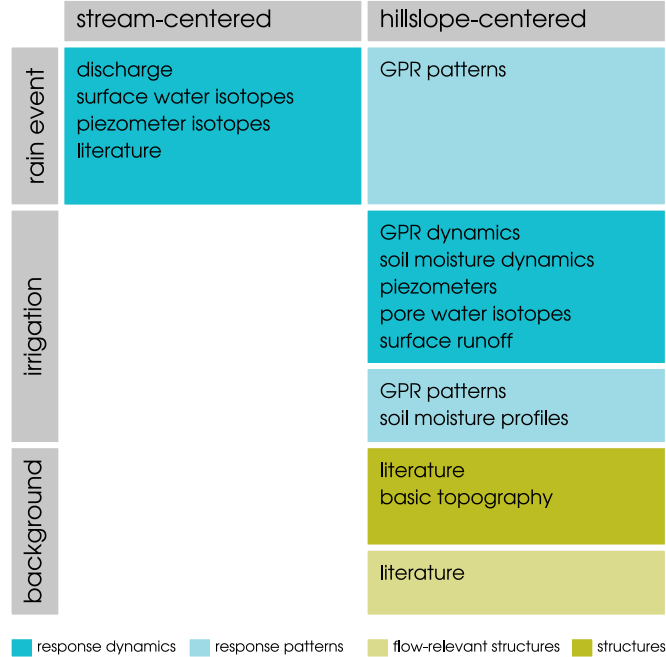 stream-centered
hillslope-centered
rain event
discharge
surface water isotopes
piezometer isotopes
literature
GPR patterns
irrigation
GPR dynamics
soil moisture dynamics
piezometers
pore water isotopes
surface runoff
GPR patterns
soil moisture profiles
background
literature
basic topography
literature
response dynamics
response patterns
flow-relevant structures
structures